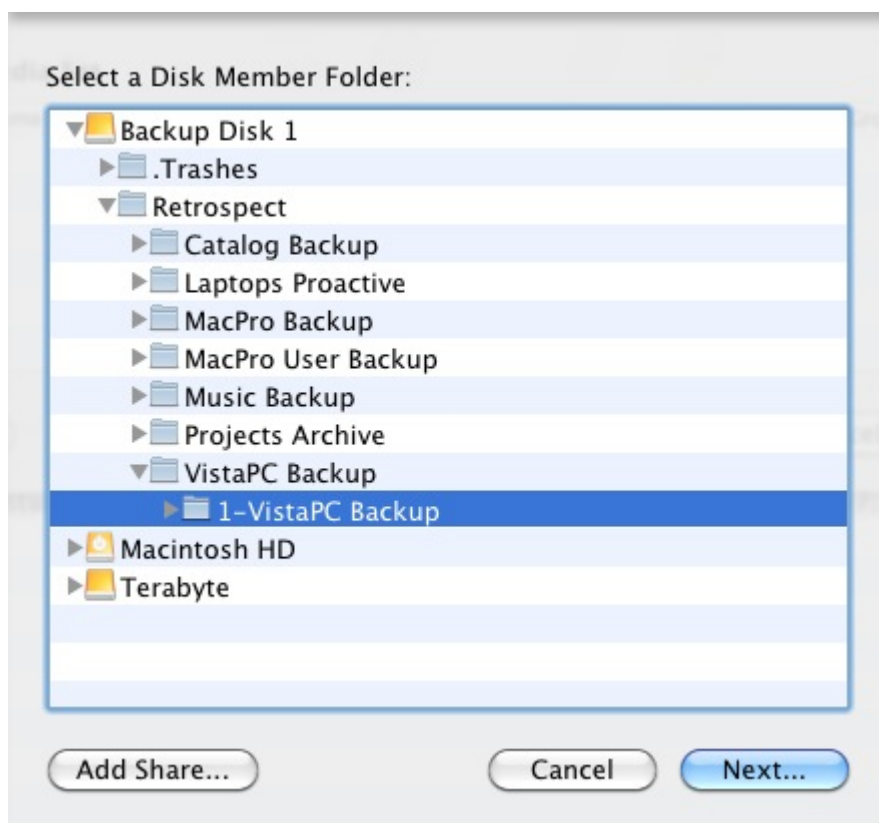 Select a Disk Member Folder:
Backup Disk 1
.Trashes
Retrospect
Catalog Backup
Laptops Proactive
MacPro Backup
MacPro User Backup
Music Backup
Projects Archive
VistaPC Backup
1-VistaPC Backup
Macintosh HD
Terabyte
Add Share... Cancel Next...